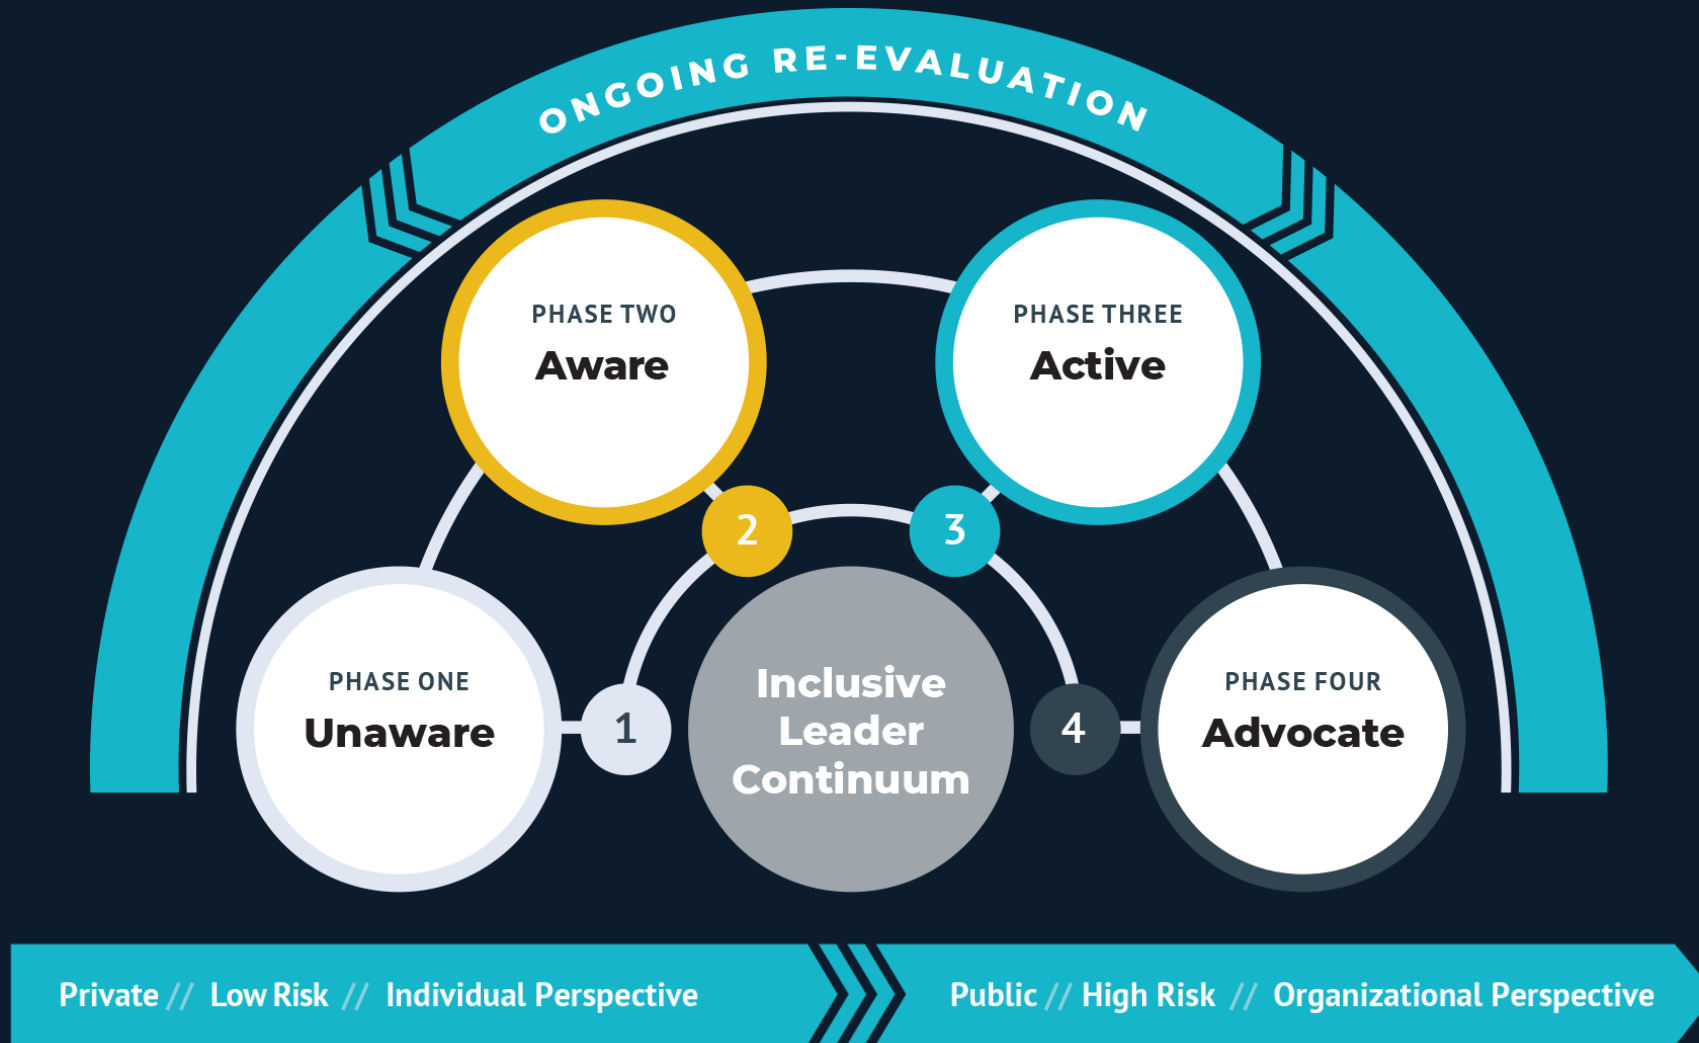 ONGOING RE-EVALUATION
PHASE TWO
Aware
PHASE THREE
Active
2
3
PHASE ONE
Unaware
1
Inclusive
Leader
Continuum
4
PHASE FOUR
Advocate
Private // Low Risk // Individual Perspective
Public // High Risk // Organizational Perspective